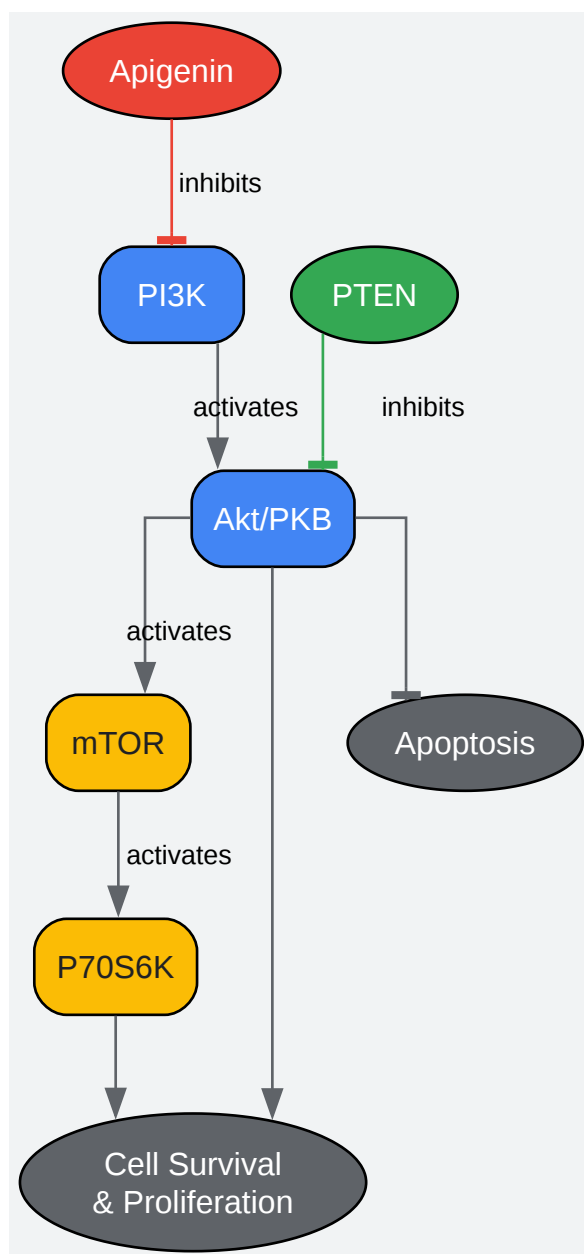 Apigenin
inhibits
PI3K
PTEN
activates
inhibits
Akt/PKB
activates
mTOR
Apoptosis
activates
P70S6K
Cell Survival
& Proliferation